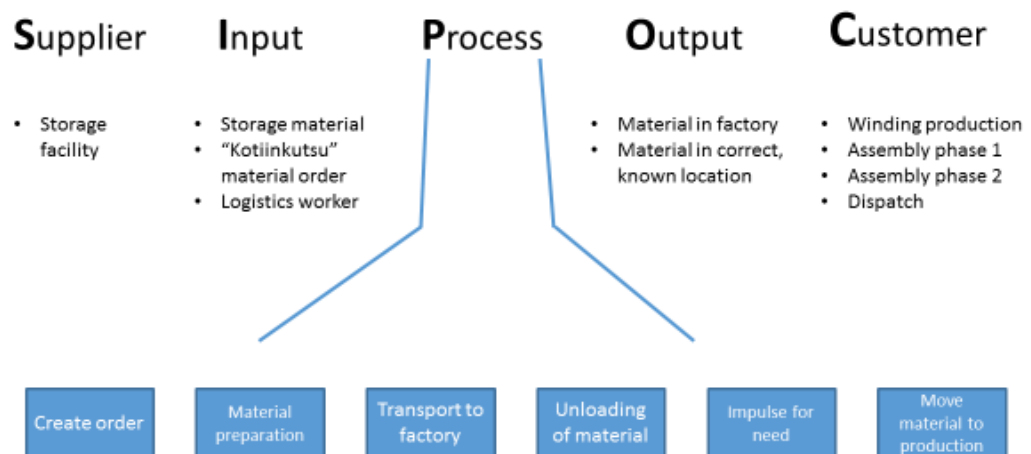 Supplier
Input
Process
Output
Customer
• Storage
facility
• Storage material
• “Kotiinkutsu”
material order
• Logistics worker
• Material in factory
• Material in correct,
known location
• Winding production
• Assembly phase 1
• Assembly phase 2
• Dispatch
Create order
Material
preparation
Transport to
factory
Unloading
of material
Impulse for
need
Move
material to
production